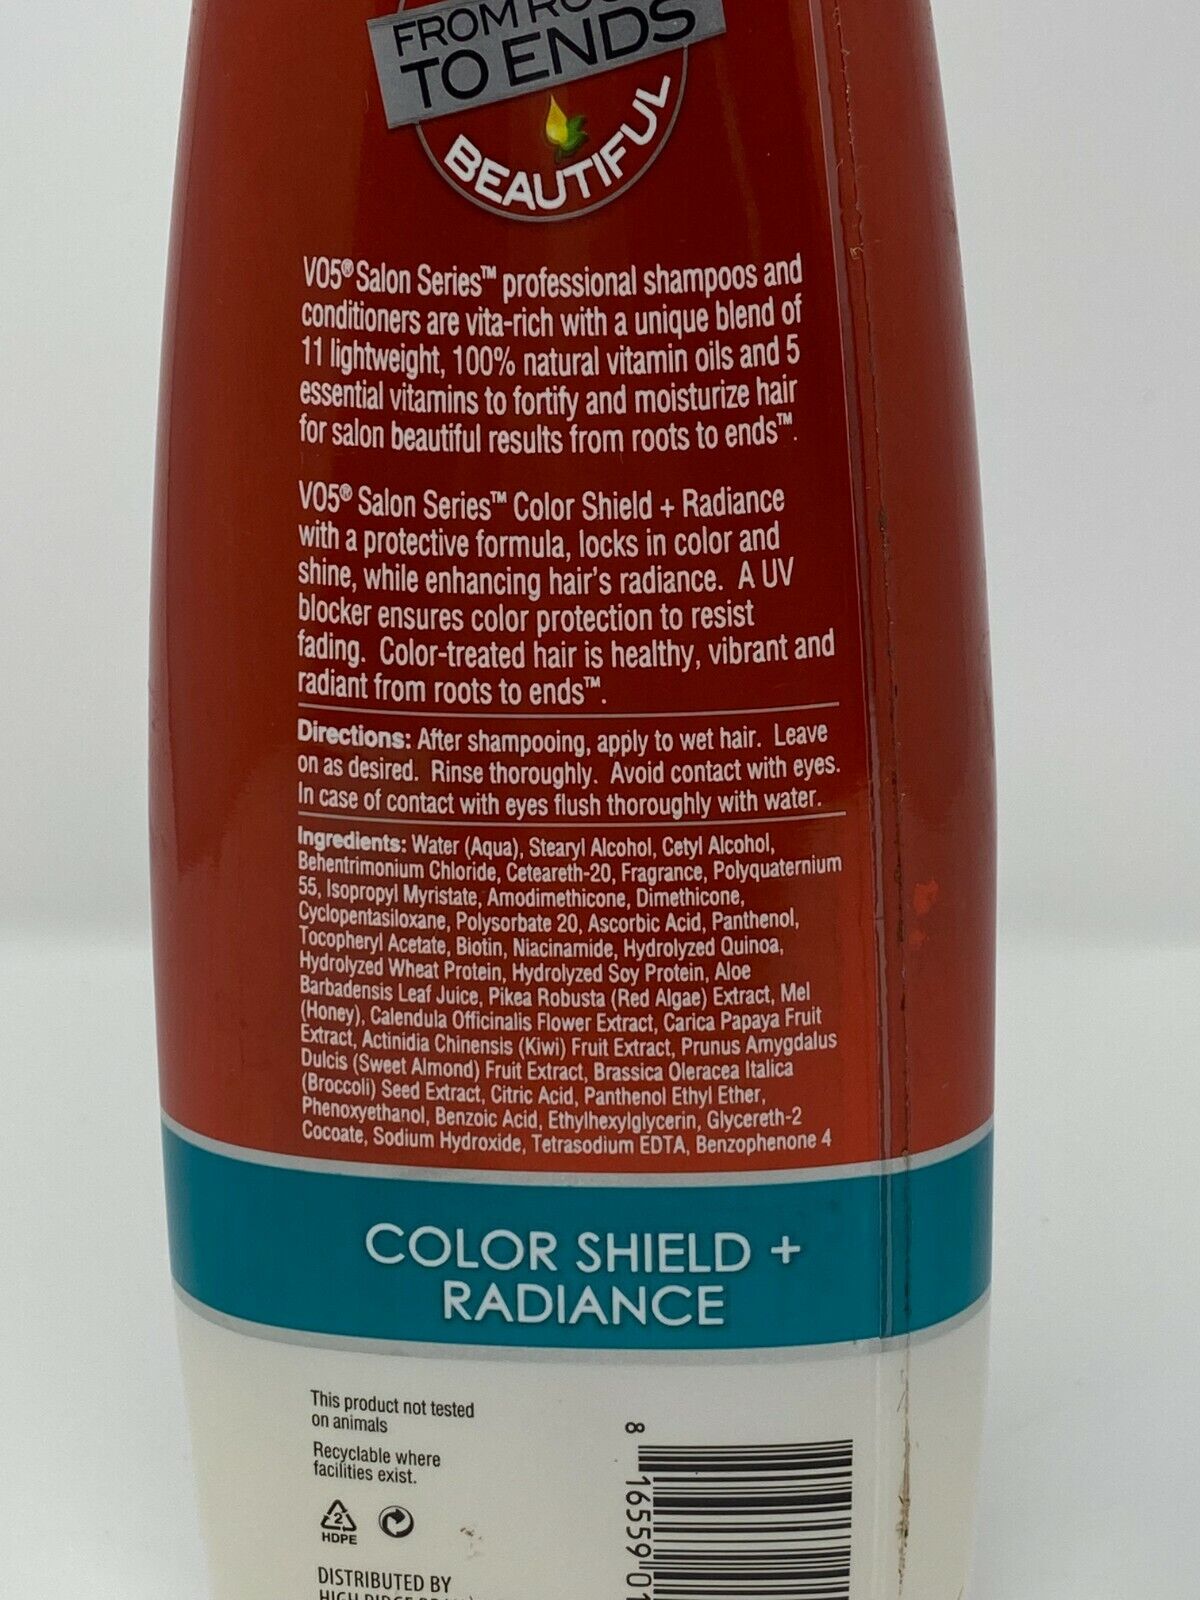 FROM
TO ENDS
BEAUTIFUL
VO5® Salon Series™ professional shampoos and
conditioners are vita-rich with a unique blend of
11 lightweight, 100% natural vitamin oils and 5
essential vitamins to fortify and moisturize hair
for salon beautiful results from roots to ends™.
VO5® Salon Series™ Color Shield + Radiance
with a protective formula, locks in color and
shine, while enhancing hair's radiance. A UV
blocker ensures color protection to resist
fading. Color-treated hair is healthy, vibrant and
radiant from roots to ends™.
Directions: After shampooing, apply to wet hair. Leave
on as desired. Rinse thoroughly. Avoid contact with eyes.
In case of contact with eyes flush thoroughly with water.
Ingredients: Water (Aqua), Stearyl Alcohol, Cetyl Alcohol,
Behentrimonium Chloride, Ceteareth-20, Fragrance, Polyquaternium
55, Isopropyl Myristate, Amodimethicone, Dimethicone,
Cyclopentasiloxane, Polysorbate 20, Ascorbic Acid, Panthenol,
Tocopheryl Acetate, Biotin, Niacinamide, Hydrolyzed Quinoa,
Hydrolyzed Wheat Protein, Hydrolyzed Soy Protein, Aloe
Barbadensis Leaf Juice, Pikea Robusta (Red Algae) Extract, Mel
(Honey), Calendula Officinalis Flower Extract, Carica Papaya Fruit
Extract, Actinidia Chinensis (Kiwi) Fruit Extract, Prunus Amygdalus
Dulcis (Sweet Almond) Fruit Extract, Brassica Oleracea Italica
(Broccoli) Seed Extract, Citric Acid, Panthenol Ethyl Ether,
Phenoxyethanol, Benzoic Acid, Ethylhexylglycerin, Glycereth-2
Cocoate, Sodium Hydroxide, Tetrasodium EDTA, Benzophenone 4
COLOR SHIELD +
RADIANCE
This product not tested
on animals
Recyclable where
facilities exist.
2
HDPE
DISTRIBUTED BY
8 16559 01